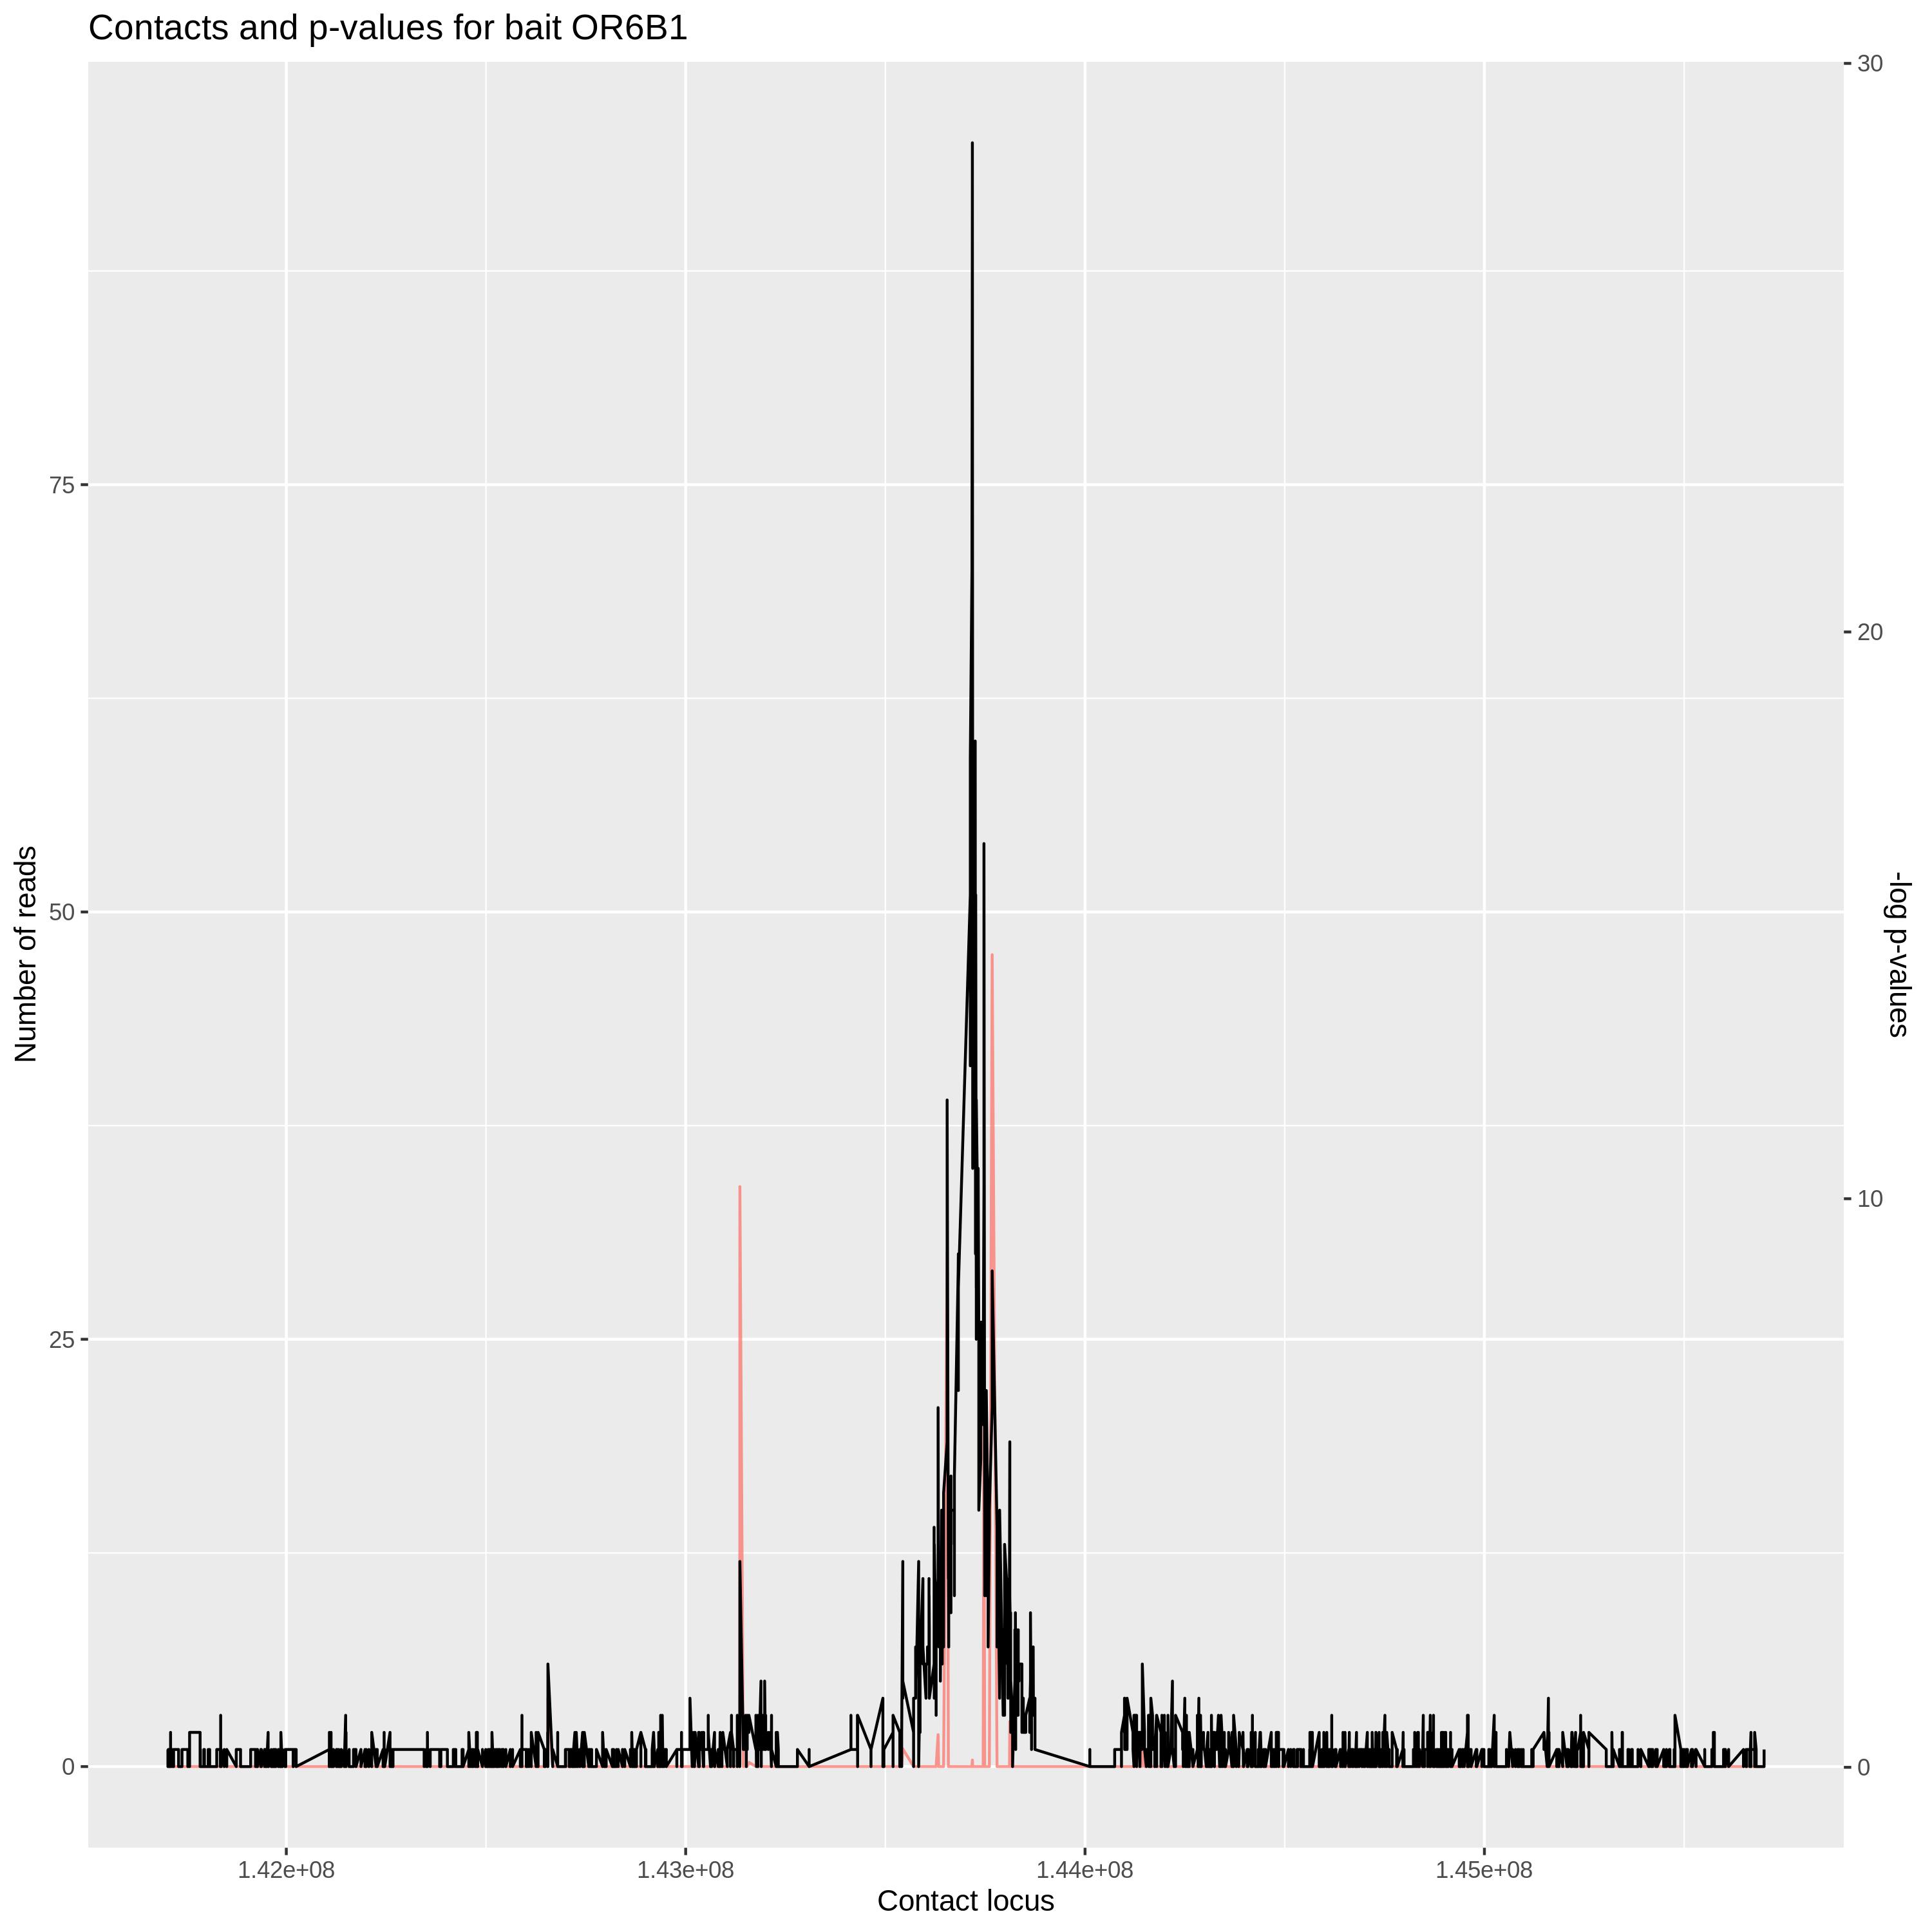 Contacts and p-values for bait OR6B1
30
75
20
50
Number of reads
-log p-values
10
25
0
0
1.42e+08
1.43e+08
1.44e+08
1.45e+08
Contact locus